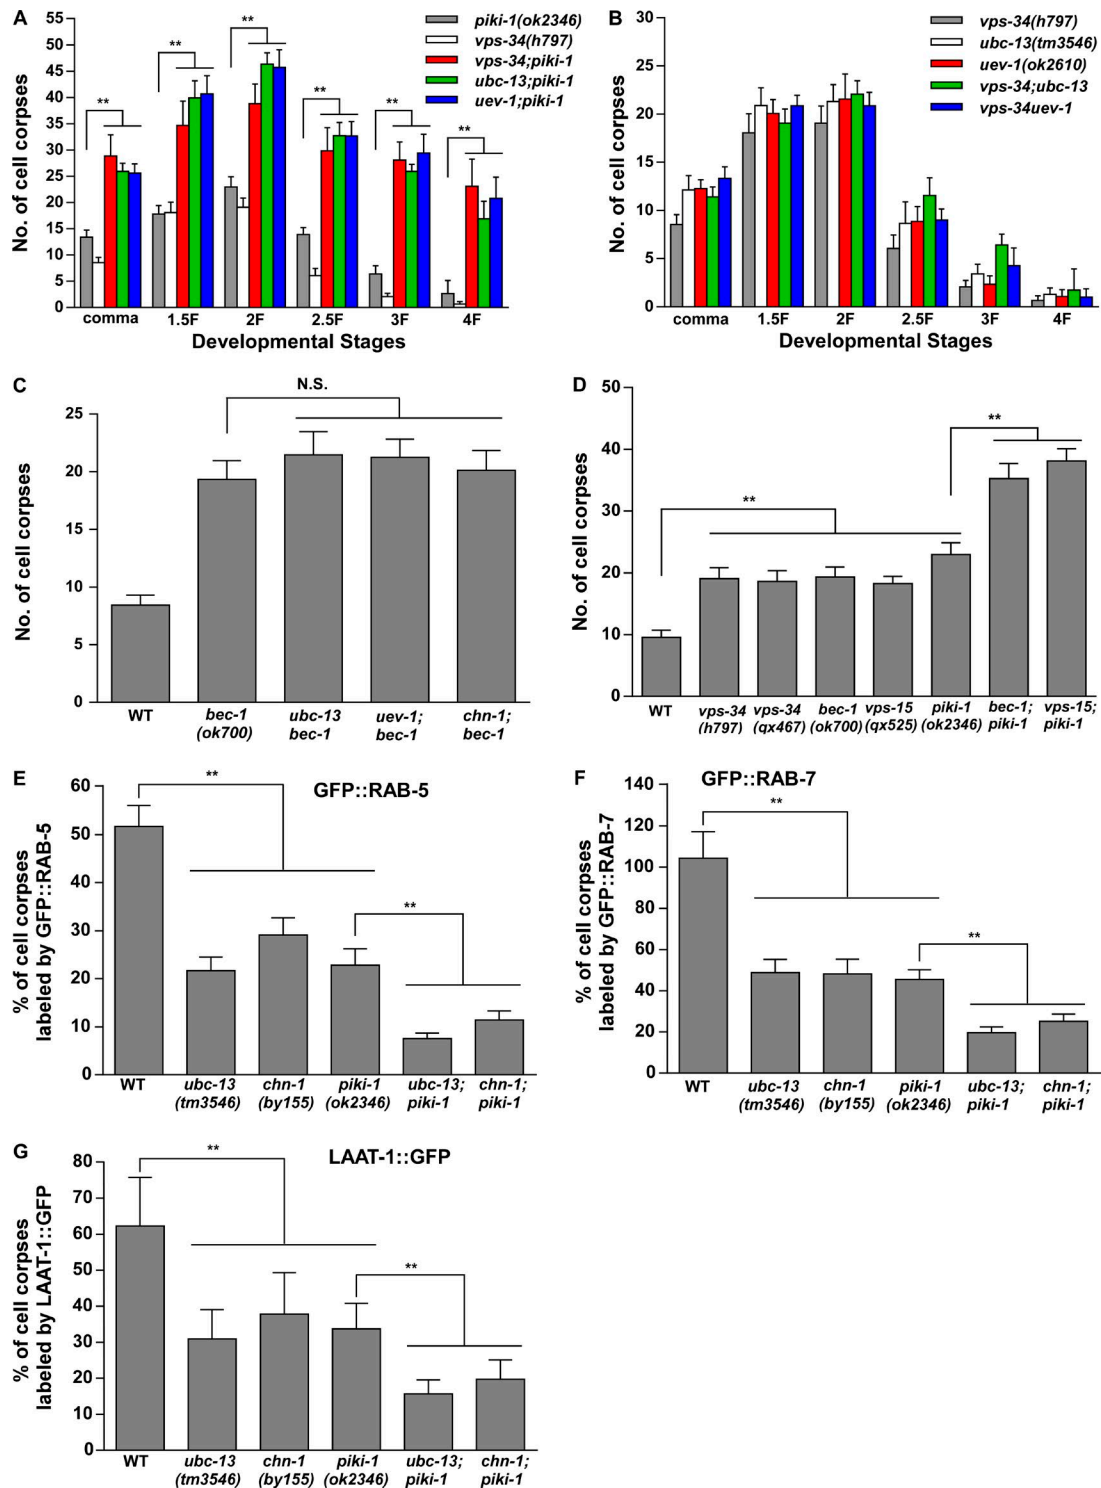 A
piki-1(ok2346)
vps-34(h797)
vps-34;piki-1
ubc-13;piki-1
uev-1;piki-1
No. of cell corpses
55
50
45
40
35
30
25
20
15
10
5
0
**
**
**
**
**
**
comma
1.5F
2F
2.5F
3F
4F
Developmental Stages
B
vps-34(h797)
ubc-13(tm3546)
uev-1(ok2610)
vps-34;ubc-13
vps-34uev-1
No. of cell corpses
30
25
20
15
10
5
0
comma
1.5F
2F
2.5F
3F
4F
Developmental Stages
C
N.S.
No. of cell corpses
25
20
15
10
5
0
WT
bec-1
(ok700)
ubc-13
bec-1
uev-1;
bec-1
chn-1;
bec-1
D
No. of cell corpses
50
40
30
20
10
0
**
**
WT
vps-34
(h797)
vps-34
(qx467)
bec-1
(ok700)
vps-15
(qx525)
piki-1
(ok2346)
bec-1;
piki-1
vps-15;
piki-1
E
GFP::RAB-5
% of cell corpses
labeled by GFP::RAB-5
60
50
40
30
20
10
0
**
**
WT
ubc-13
(tm3546)
chn-1
(by155)
piki-1
(ok2346)
ubc-13;
piki-1
chn-1;
piki-1
F
GFP::RAB-7
% of cell corpses
labeled by GFP::RAB-7
140
120
100
80
60
40
20
0
**
**
WT
ubc-13
(tm3546)
chn-1
(by155)
piki-1
(ok2346)
ubc-13;
piki-1
chn-1;
piki-1
G
LAAT-1::GFP
% of cell corpses
labeled by LAAT-1::GFP
80
70
60
50
40
30
20
10
0
**
**
WT
ubc-13
(tm3546)
chn-1
(by155)
piki-1
(ok2346)
ubc-13;
piki-1
chn-1;
piki-1